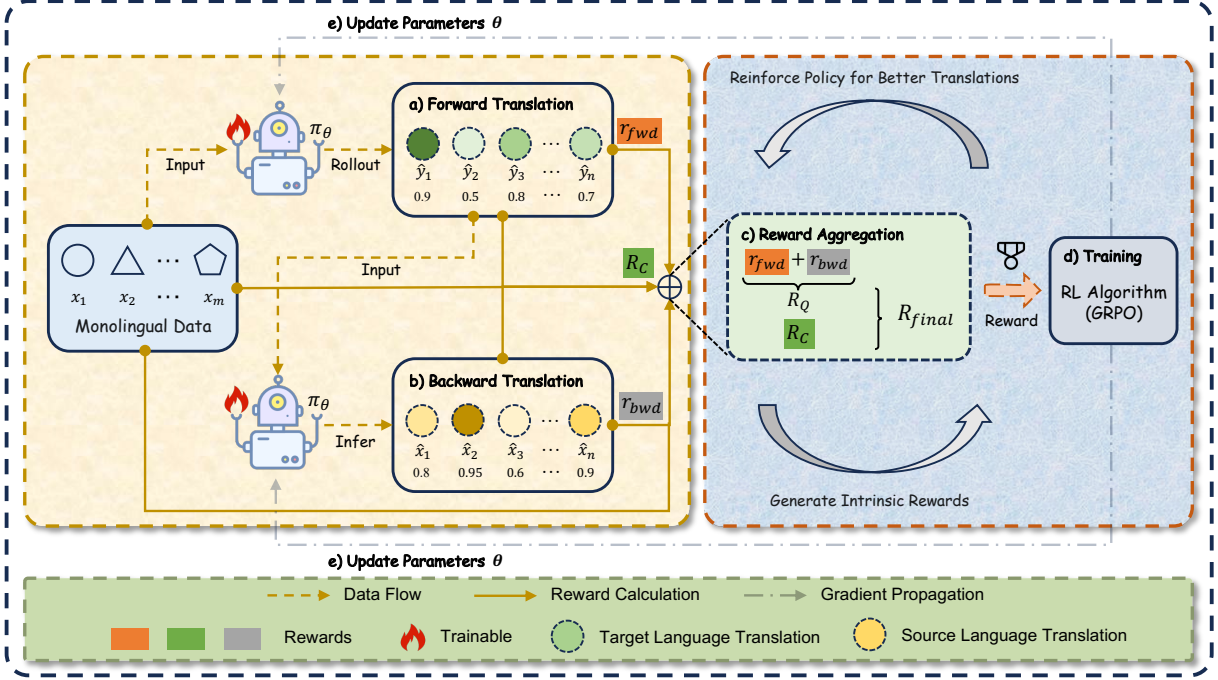 e) Update Parameters θ
a) Forward Translation
ŷ₁ ŷ₂ ŷ₃ ⋯ ŷₙ
0.9 0.5 0.8 ⋯ 0.7
r_fwd
π_θ
Input
Rollout
x₁ x₂ ⋯ xₘ
Monolingual Data
Input
R_C
π_θ
Infer
b) Backward Translation
x̂₁ x̂₂ x̂₃ ⋯ x̂ₙ
0.8 0.95 0.6 ⋯ 0.9
r_bwd
Reinforce Policy for Better Translations
c) Reward Aggregation
r_fwd + r_bwd
R_Q
R_C
R_final
Reward
d) Training
RL Algorithm
(GRPO)
Generate Intrinsic Rewards
e) Update Parameters θ
Data Flow
Reward Calculation
Gradient Propagation
Rewards
Trainable
Target Language Translation
Source Language Translation